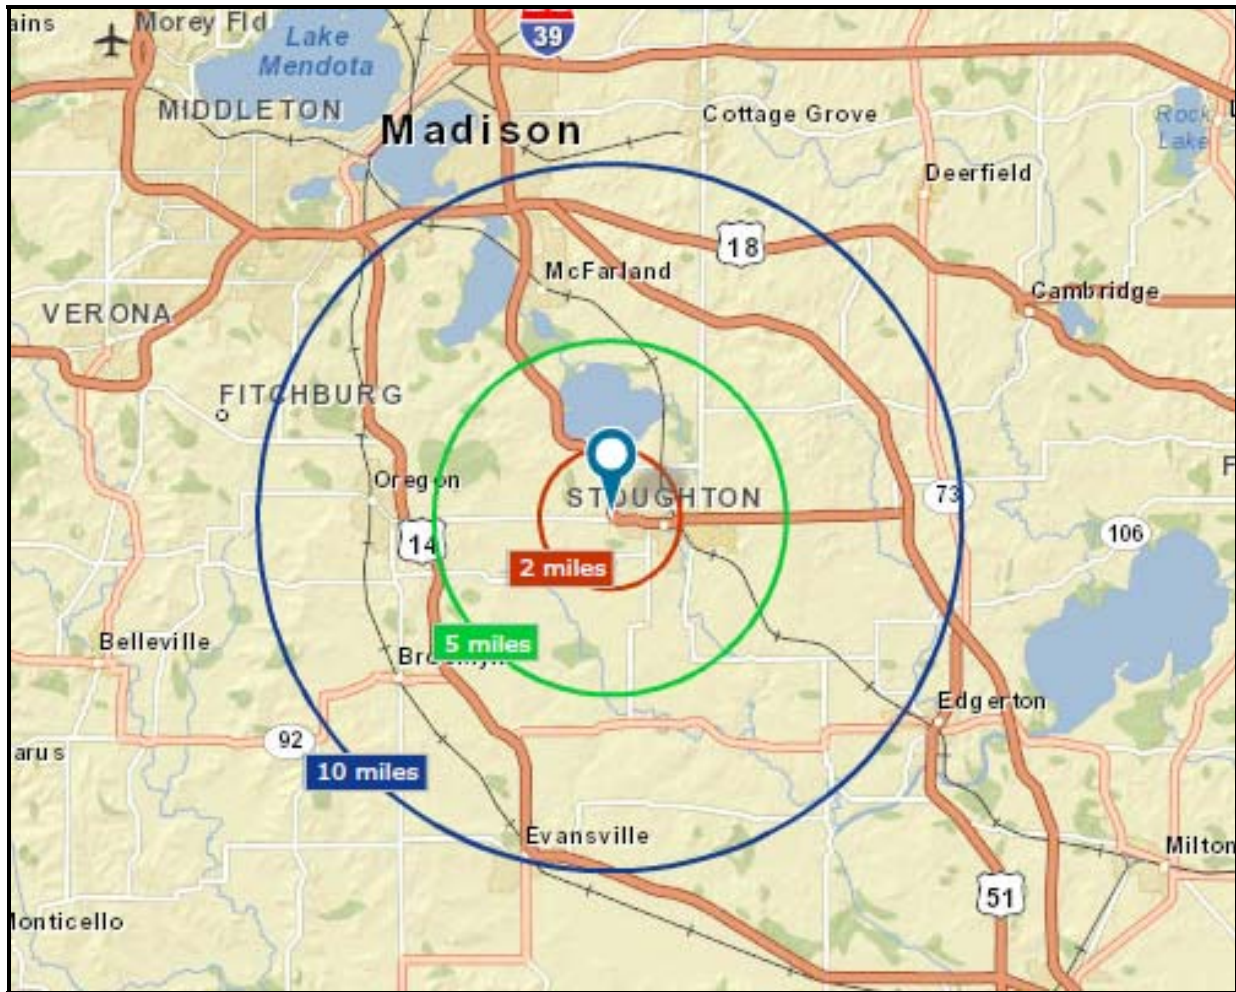 ains
Morey Fld
39
Lake
Mendota
MIDDLETON
Madison
Cottage Grove
Rock
Lake
Deerfield
18
McFarland
Cambridge
VERONA
FITCHBURG
Oregon
STOUGHTON
73
14
106
2 miles
5 miles
Belleville
Edgerton
92
arus
10 miles
Evansville
Milton
51
Monticello